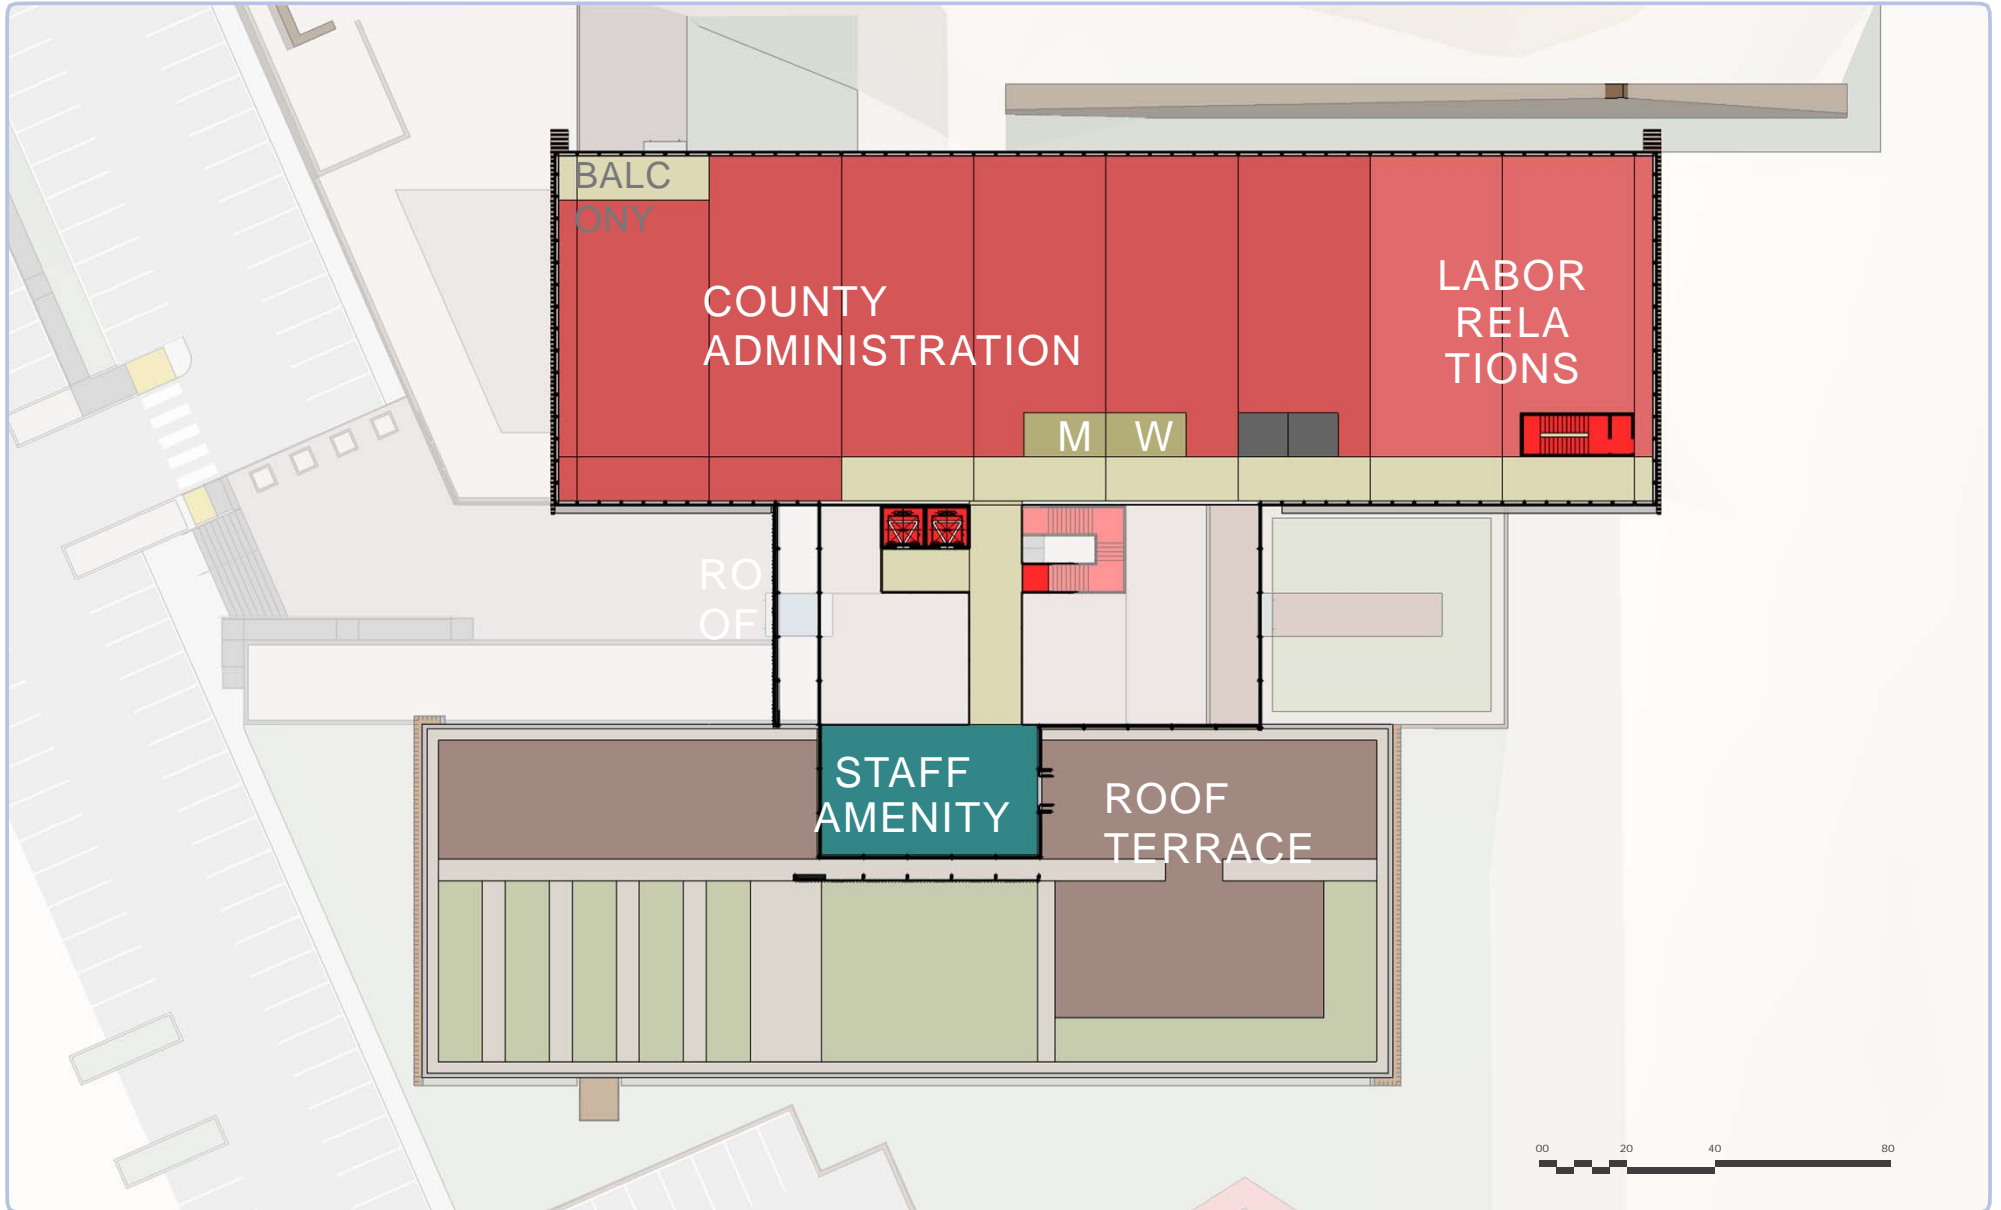 BALC
ONY
COUNTY
ADMINISTRATION
LABOR
RELA
TIONS
M W
RO
OF
STAFF
AMENITY
ROOF
TERRACE
00 20 40 80